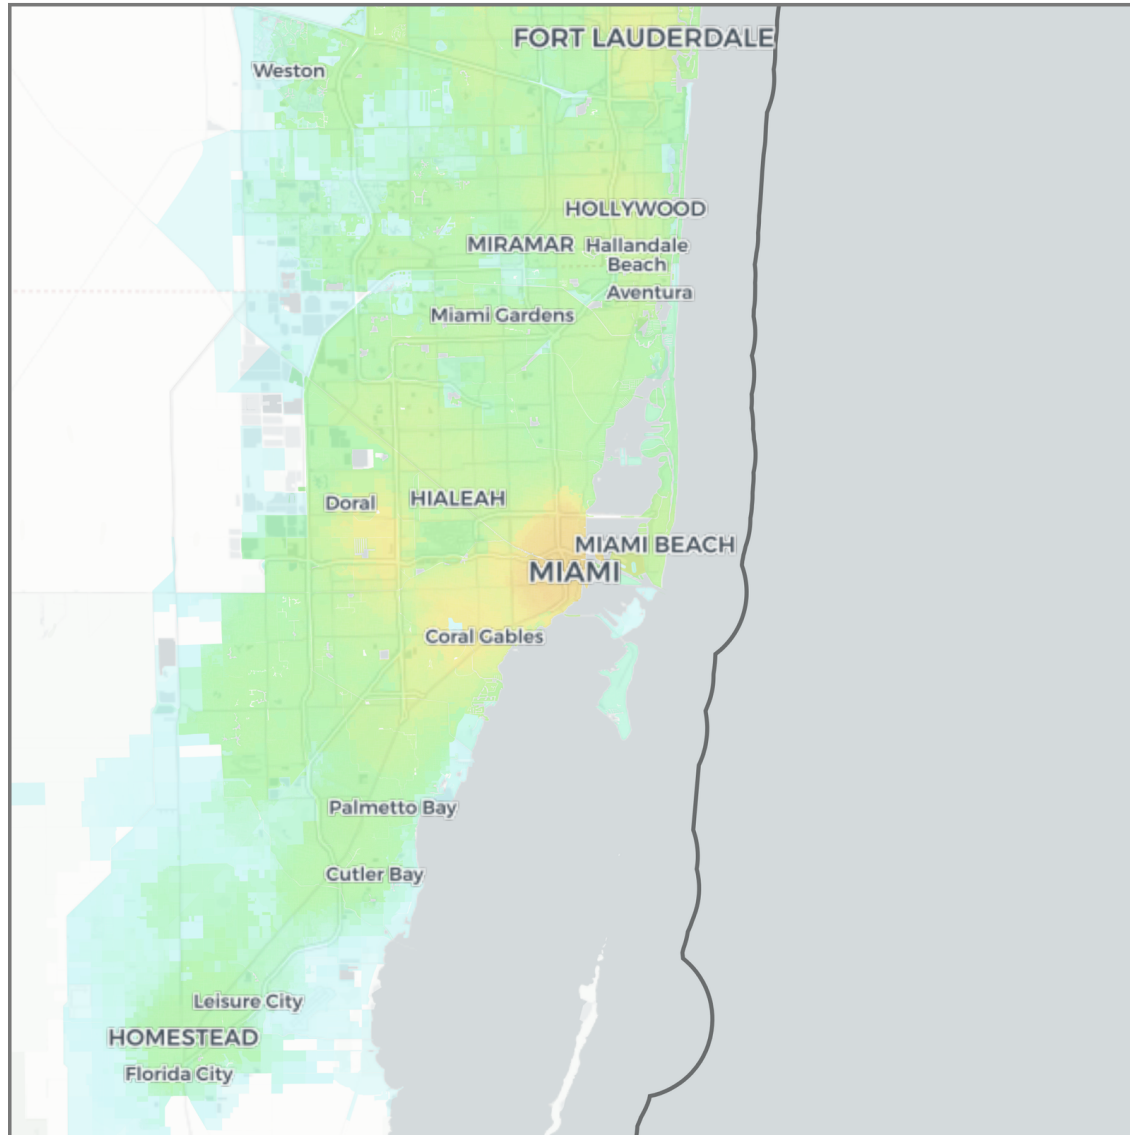 FORT LAUDERDALE
Weston
HOLLYWOOD
MIRAMAR
Hallandale
Beach
Aventura
Miami Gardens
Doral
HIALEAH
MIAMI BEACH
MIAMI
Coral Gables
Palmetto Bay
Cutler Bay
Leisure City
HOMESTEAD
Florida City